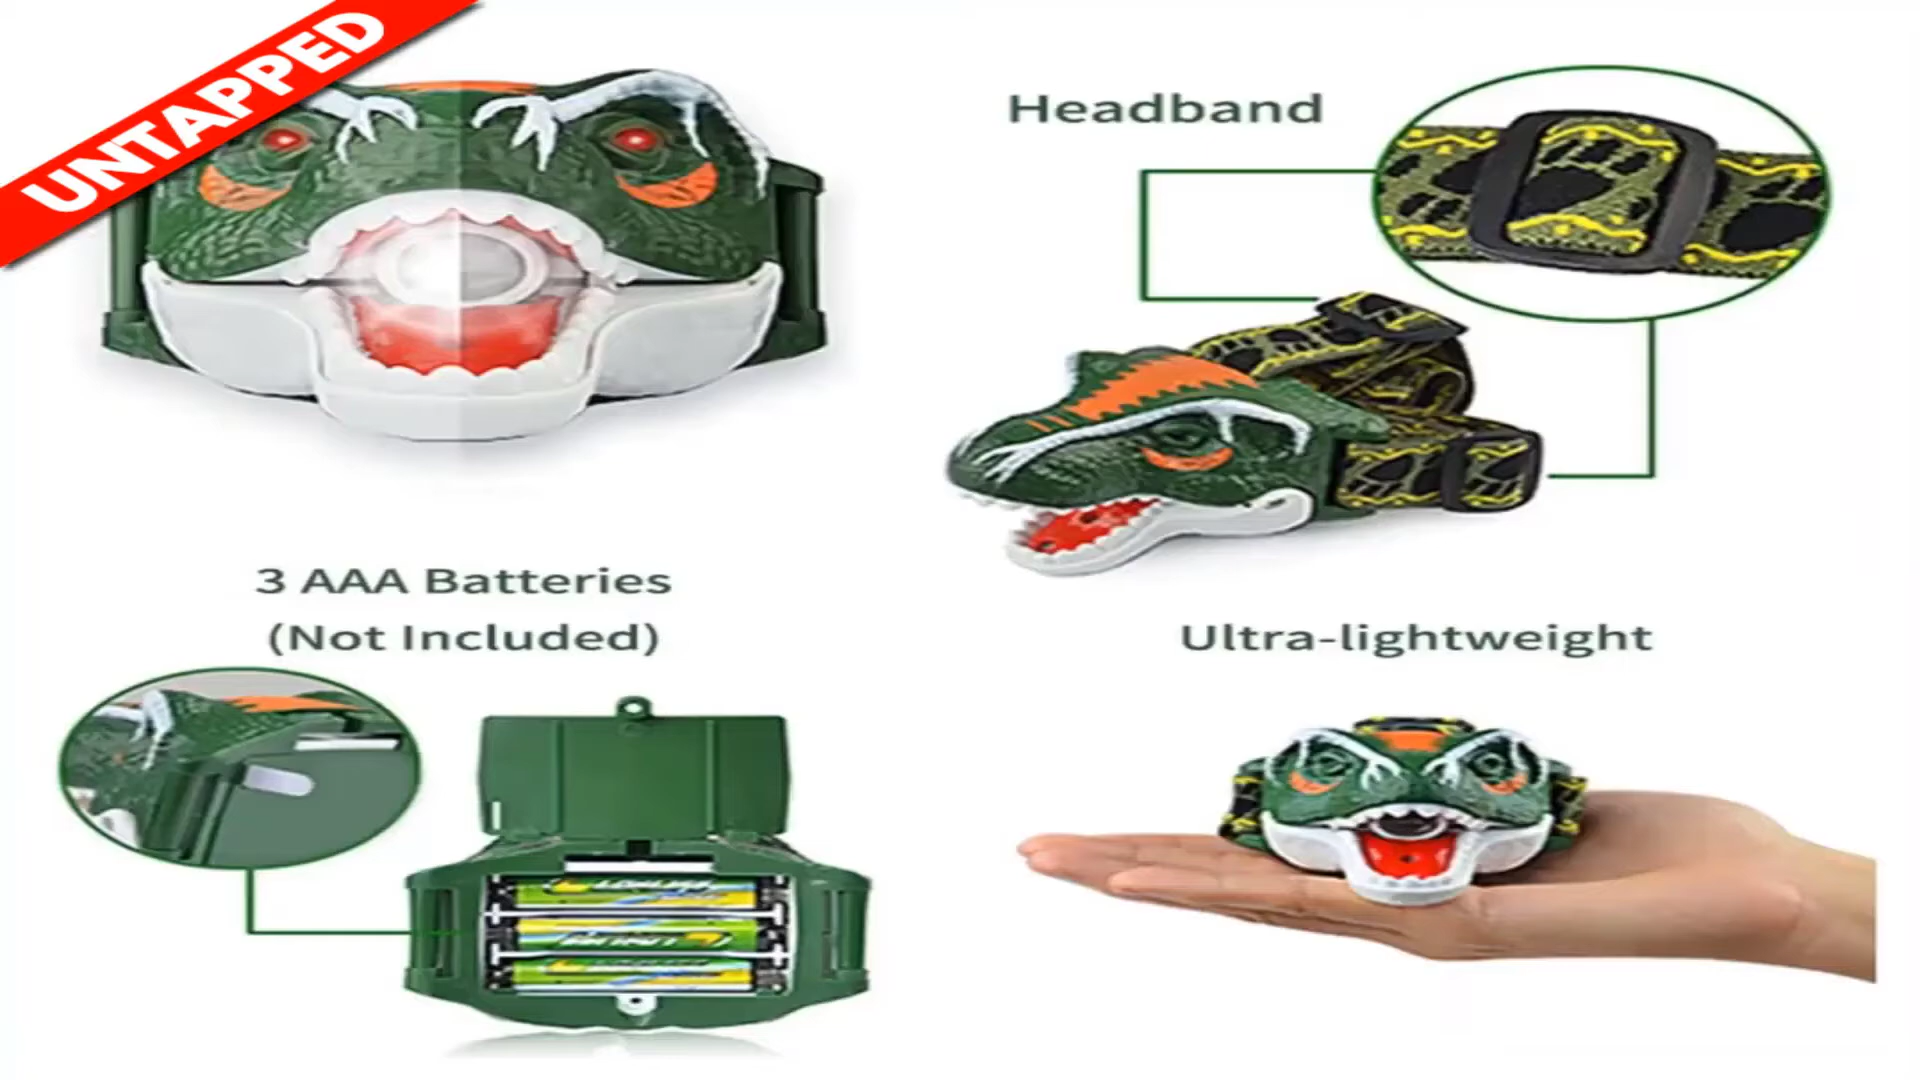 UNTAPPED
Headband
3 AAA Batteries
(Not Included)
Ultra-lightweight